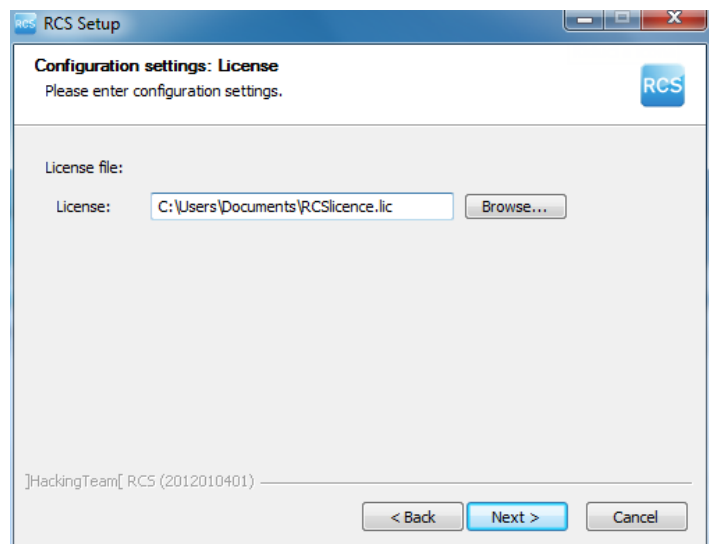 RCS RCS Setup
Configuration settings: License
Please enter configuration settings.
RCS
License file:
License: C:\Users\Documents\RCSlicence.lic Browse...
]HackingTeam[ RCS (2012010401)
< Back Next > Cancel